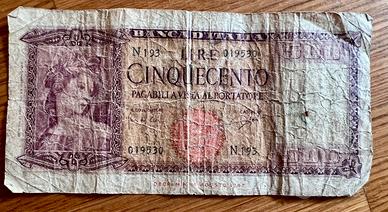 BANCA D'ITALIA
N 193 LIRE 019530
CINQUECENTO
PAGABILI A VISTA AL PORTATORE
019530 N.193